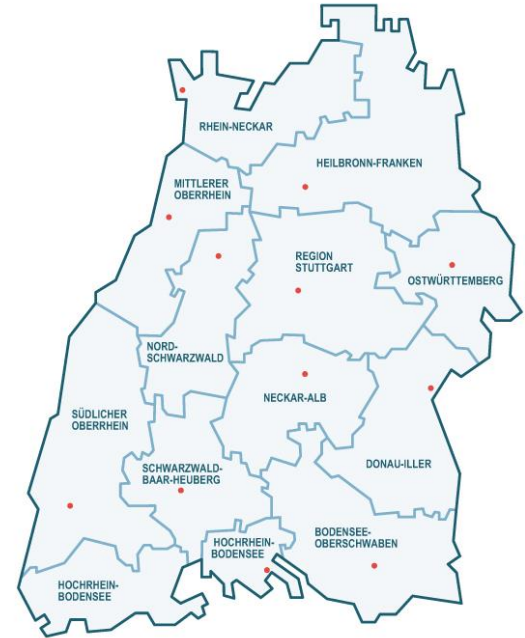 RHEIN-NECKAR
HEILBRONN-FRANKEN
MITTLERER
OBERRHEIN
REGION
STUTTGART
OSTWÜRTTEMBERG
NORD-
SCHWARZWALD
NECKAR-ALB
SÜDLICHER
OBERRHEIN
DONAU-ILLER
SCHWARZWALD-
BAAR-HEUBERG
BODENSEE-
OBERSCHWABEN
HOCHRHEIN-
BODENSEE
HOCHRHEIN-
BODENSEE